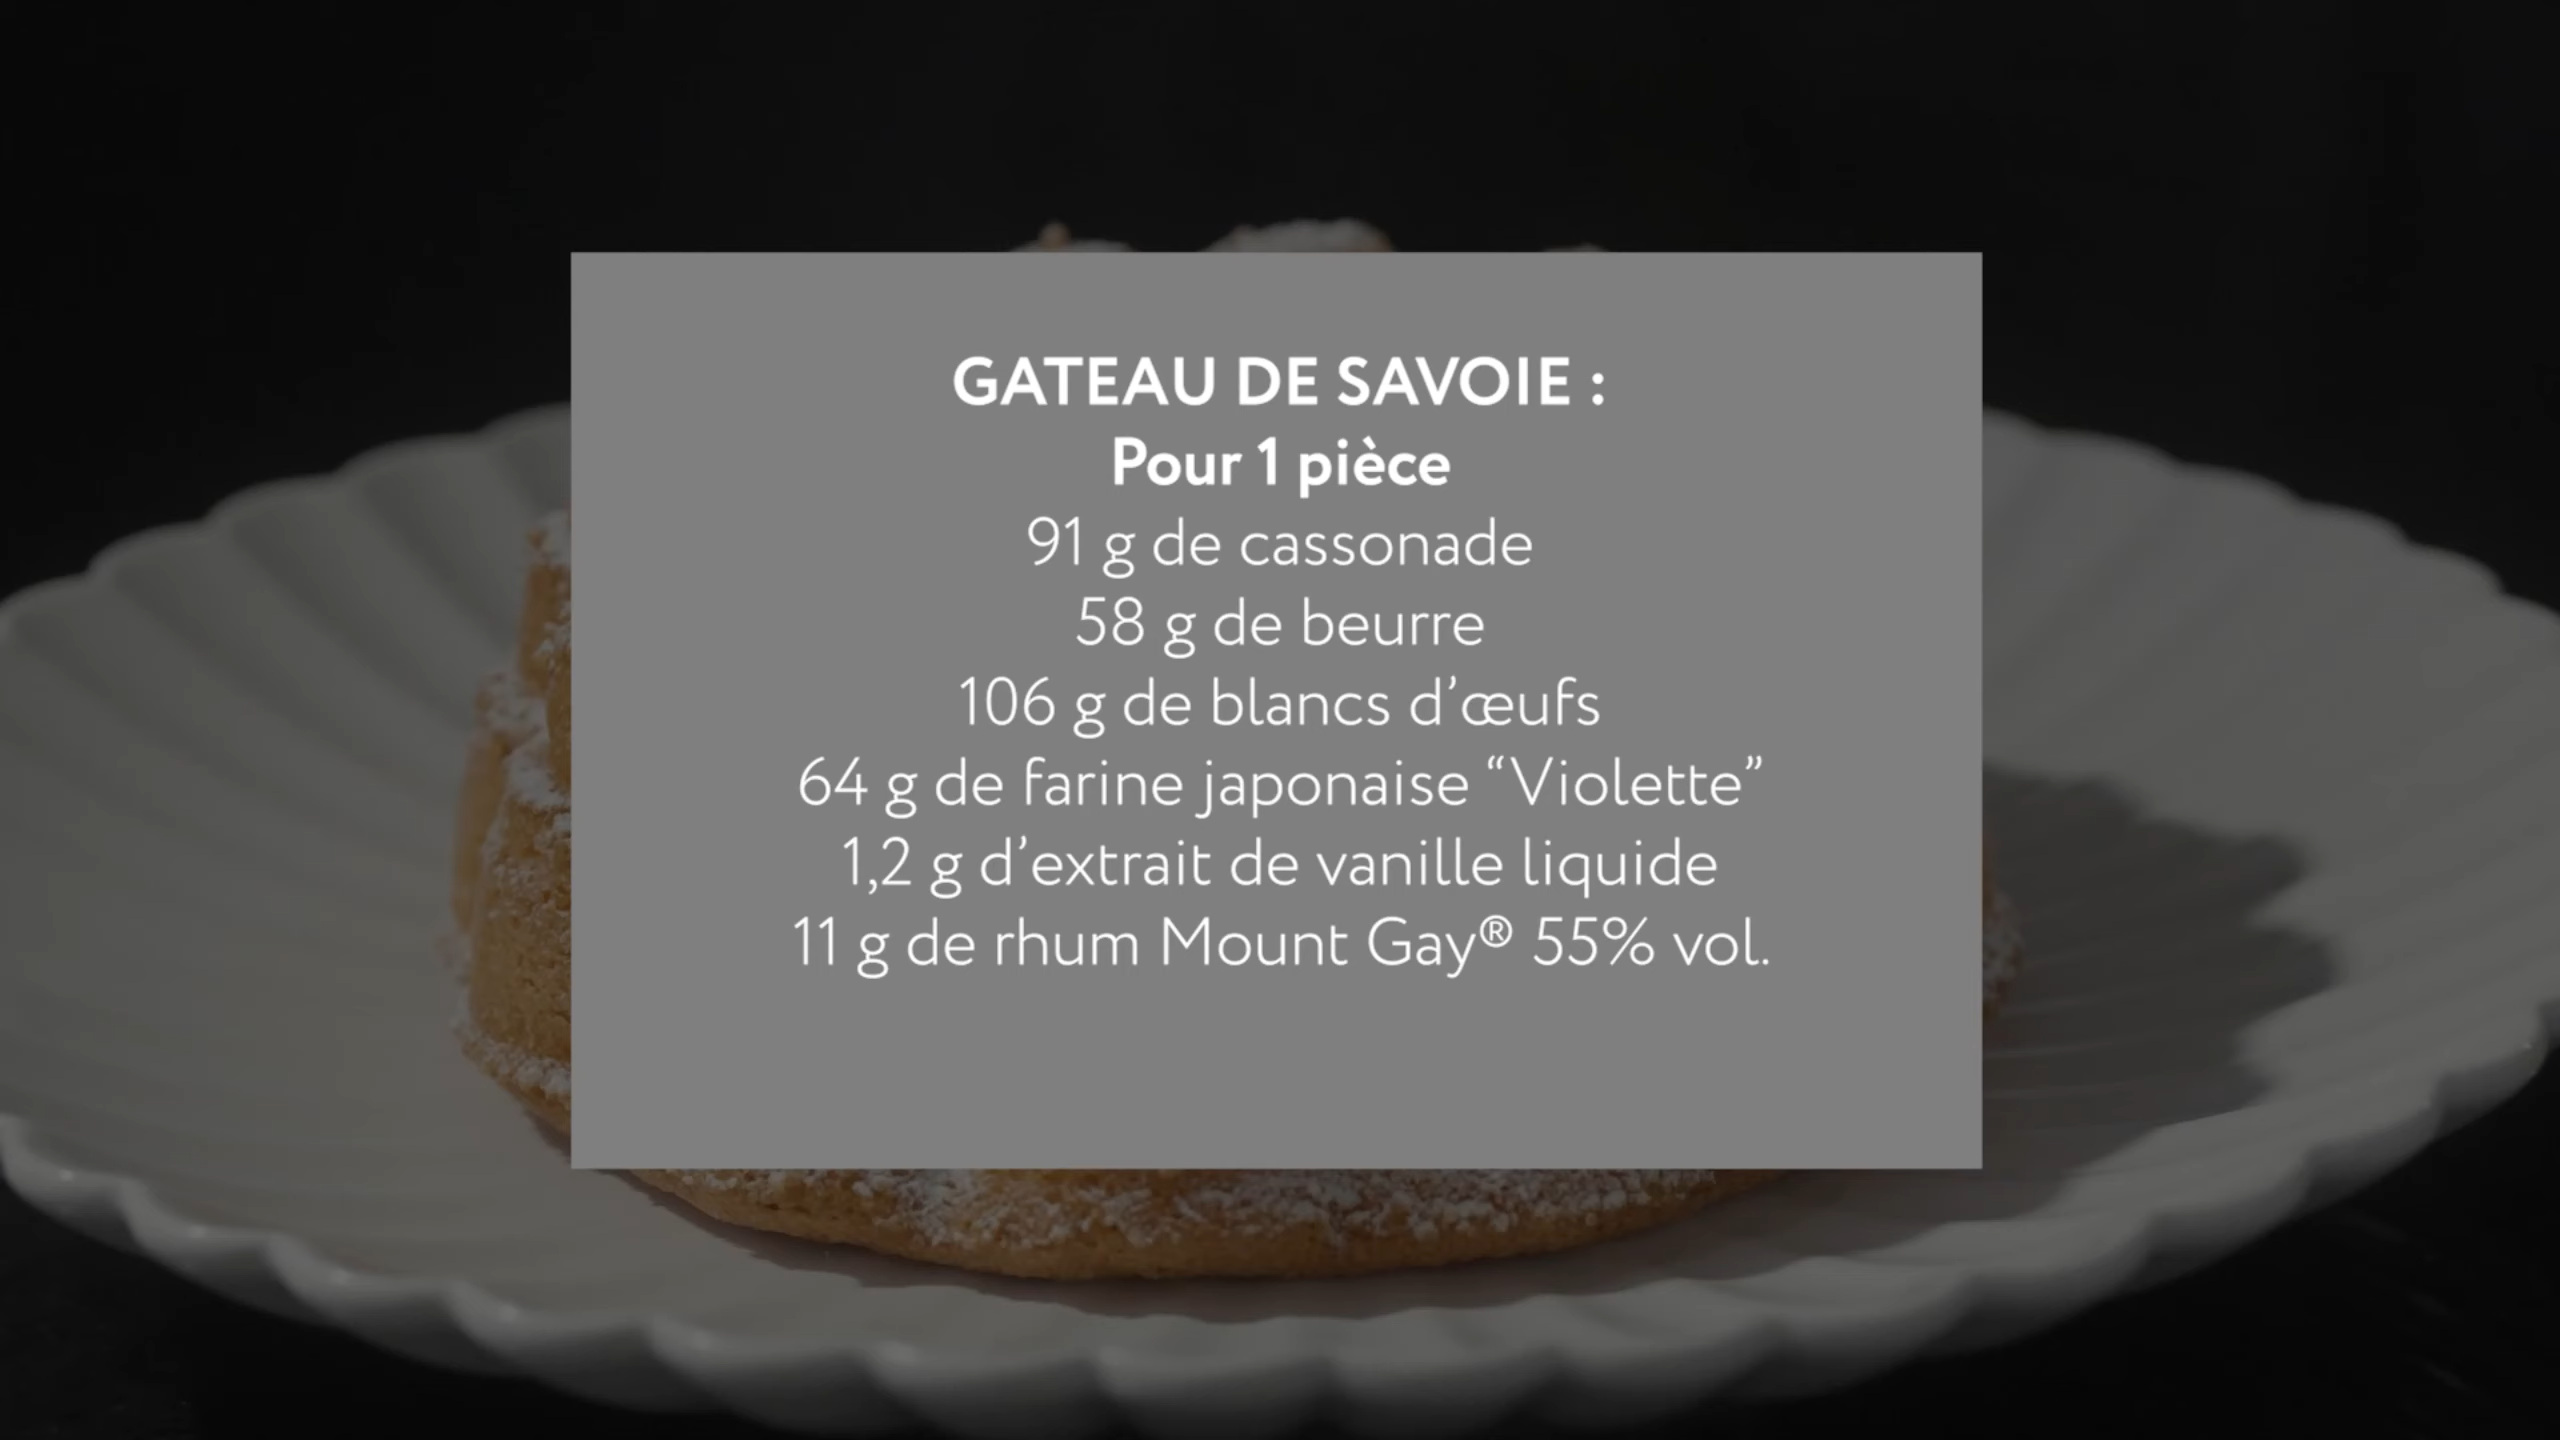 GATEAU DE SAVOIE :
Pour 1 pièce
91 g de cassonade
58 g de beurre
106 g de blancs d’œufs
64 g de farine japonaise “Violette”
1,2 g d’extrait de vanille liquide
11 g de rhum Mount Gay® 55% vol.